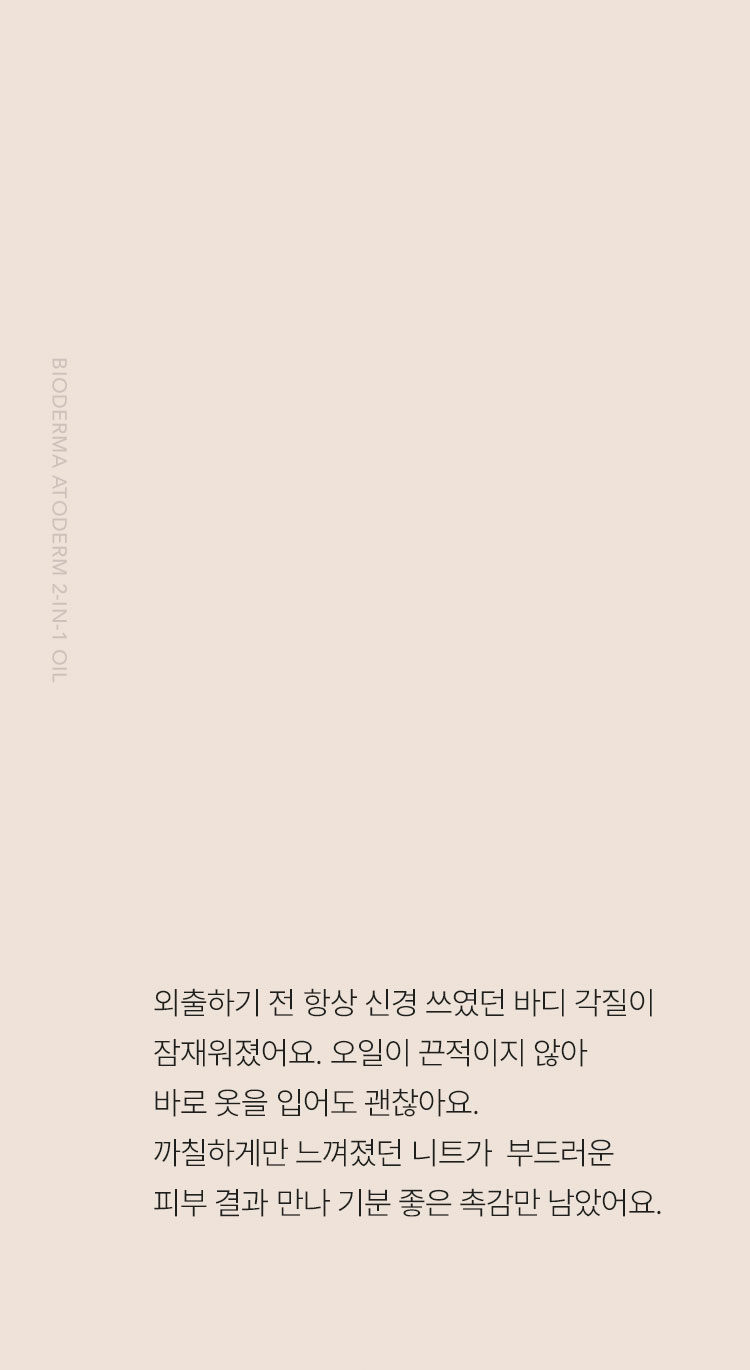 BIODERMA ATODERM 2-IN-1 OIL
외출하기 전 항상 신경 쓰였던 바디 각질이
잠재워졌어요. 오일이 끈적이지 않아
바로 옷을 입어도 괜찮아요.
까칠하게만 느껴졌던 니트가  부드러운
피부 결과 만나 기분 좋은 촉감만 남았어요.